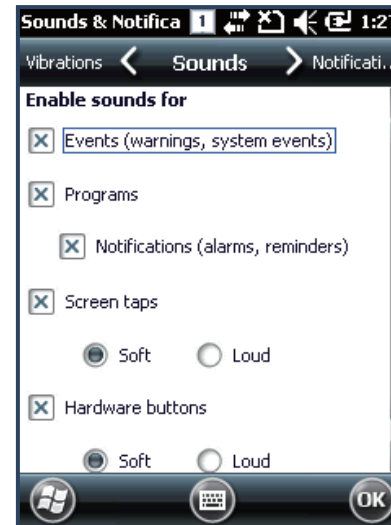 Sounds & Notifica 1 1:27
Vibrations Sounds Notificati...
Enable sounds for
Events (warnings, system events)
Programs
Notifications (alarms, reminders)
Screen taps
Soft Loud
Hardware buttons
Soft Loud
OK